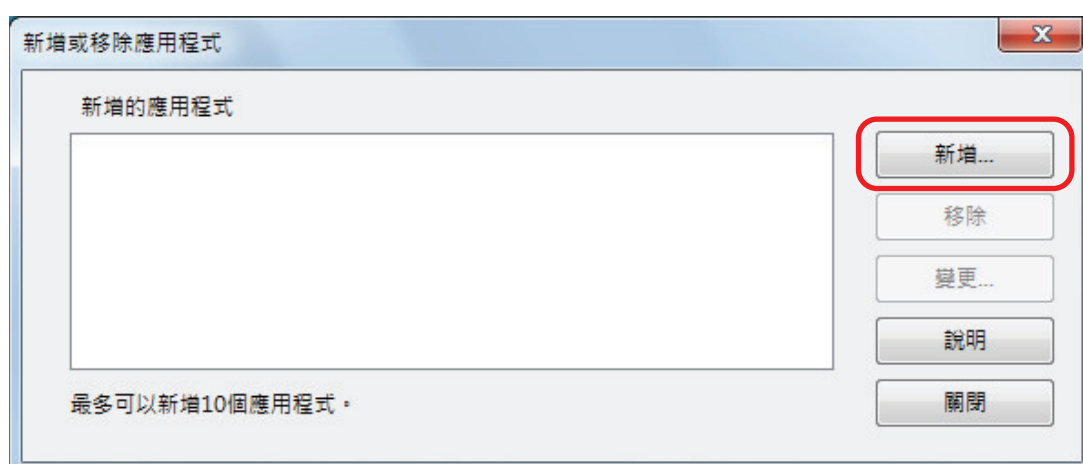 新增或移除應用程式
新增的應用程式
新增...
移除
變更...
說明
關閉
最多可以新增10個應用程式。